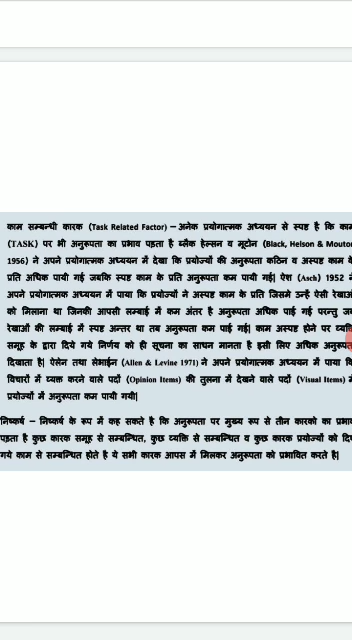 काम सम्बन्धी कारक (Task Related Factor) – अनेक प्रयोगात्मक अध्ययन से स्पष्ट है कि काम
(TASK) पर भी अनुरूपता का प्रभाव पड़ता है ब्लैक हेल्सन व मूटोन (Black, Helson & Mouton
1956) ने अपने प्रयोगात्मक अध्ययन में देखा कि प्रयोज्यों की अनुरूपता कठिन व अस्पष्ट काम के
प्रति अधिक पायी गई जबकि स्पष्ट काम के प्रति अनुरूपता कम पायी गई| ऐश (Asch) 1952 ने
अपने प्रयोगात्मक अध्ययन में पाया कि प्रयोज्यों ने अस्पष्ट काम के प्रति जिसमे उन्हें ऐसी रेखाओं
को मिलाना था जिनकी आपसी लम्बाई में कम अंतर है अनुरूपता अधिक पाई गई परन्तु जब
रेखाओं की लम्बाई में स्पष्ट अन्तर था तब अनुरूपता कम पाई गई| काम अस्पष्ट होने पर व्यक्ति
समूह के द्वारा दिये गये निर्णय को ही सूचना का साधन मानता है इसी लिए अधिक अनुरूपता
दिखाता है| ऐलेन तथा लेभाईन (Allen & Levine 1971) ने अपने प्रयोगात्मक अध्ययन में पाया कि
विचारों में व्यक्त करने वाले पदों (Opinion Items) की तुलना में देखने वाले पदों (Visual Items) में
प्रयोज्यों में अनुरूपता कम पायी गयी|
निष्कर्ष – निष्कर्ष के रूप में कह सकते है कि अनुरूपता पर मुख्य रूप से तीन कारको का प्रभाव
पड़ता है कुछ कारक समूह से सम्बन्धित, कुछ व्यक्ति से सम्बन्धित व कुछ कारक प्रयोज्यों को दिए
गये काम से सम्बन्धित होते है ये सभी कारक आपस में मिलकर अनुरूपता को प्रभावित करते है|